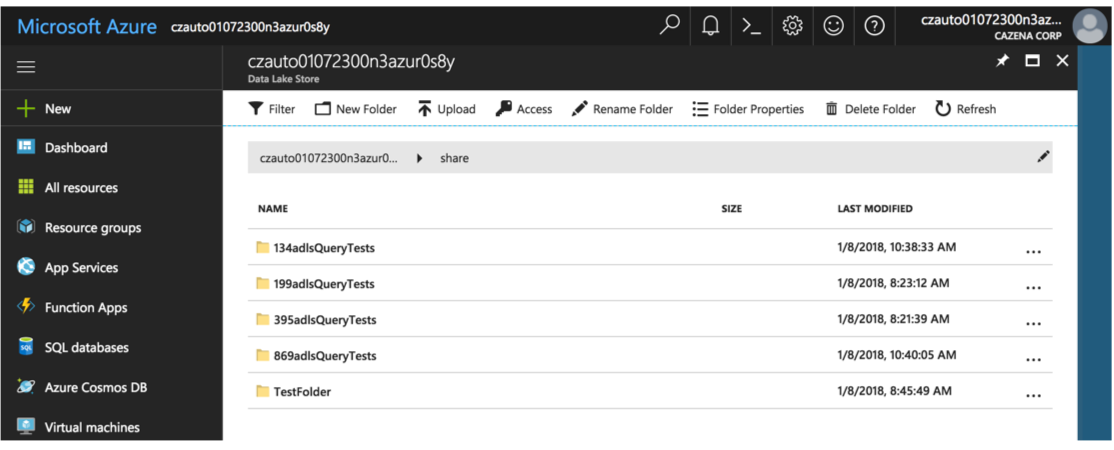 Microsoft Azure czauto01072300n3azur0s8y
czauto01072300n3az...
CAZENA CORP
czauto01072300n3azur0s8y
Data Lake Store
New
Dashboard
All resources
Resource groups
App Services
Function Apps
SQL databases
Azure Cosmos DB
Virtual machines
Filter New Folder Upload Access Rename Folder Folder Properties Delete Folder Refresh
czauto01072300n3azur0... share
NAME SIZE LAST MODIFIED
134adlsQueryTests 1/8/2018, 10:38:33 AM ...
199adlsQueryTests 1/8/2018, 8:23:12 AM ...
395adlsQueryTests 1/8/2018, 8:21:39 AM ...
869adlsQueryTests 1/8/2018, 10:40:05 AM ...
TestFolder 1/8/2018, 8:45:49 AM ...